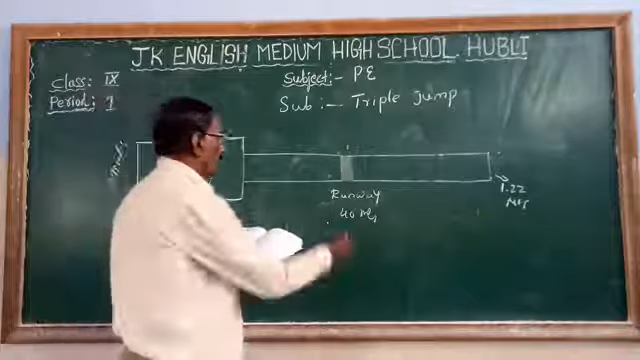 JK ENGLISH MEDIUM HIGH SCHOOL. HUBLI
Class: IX
Subject:- PE
Period: 1
Sub:- Triple Jump
Runway
40 Mts
1.22
Mts